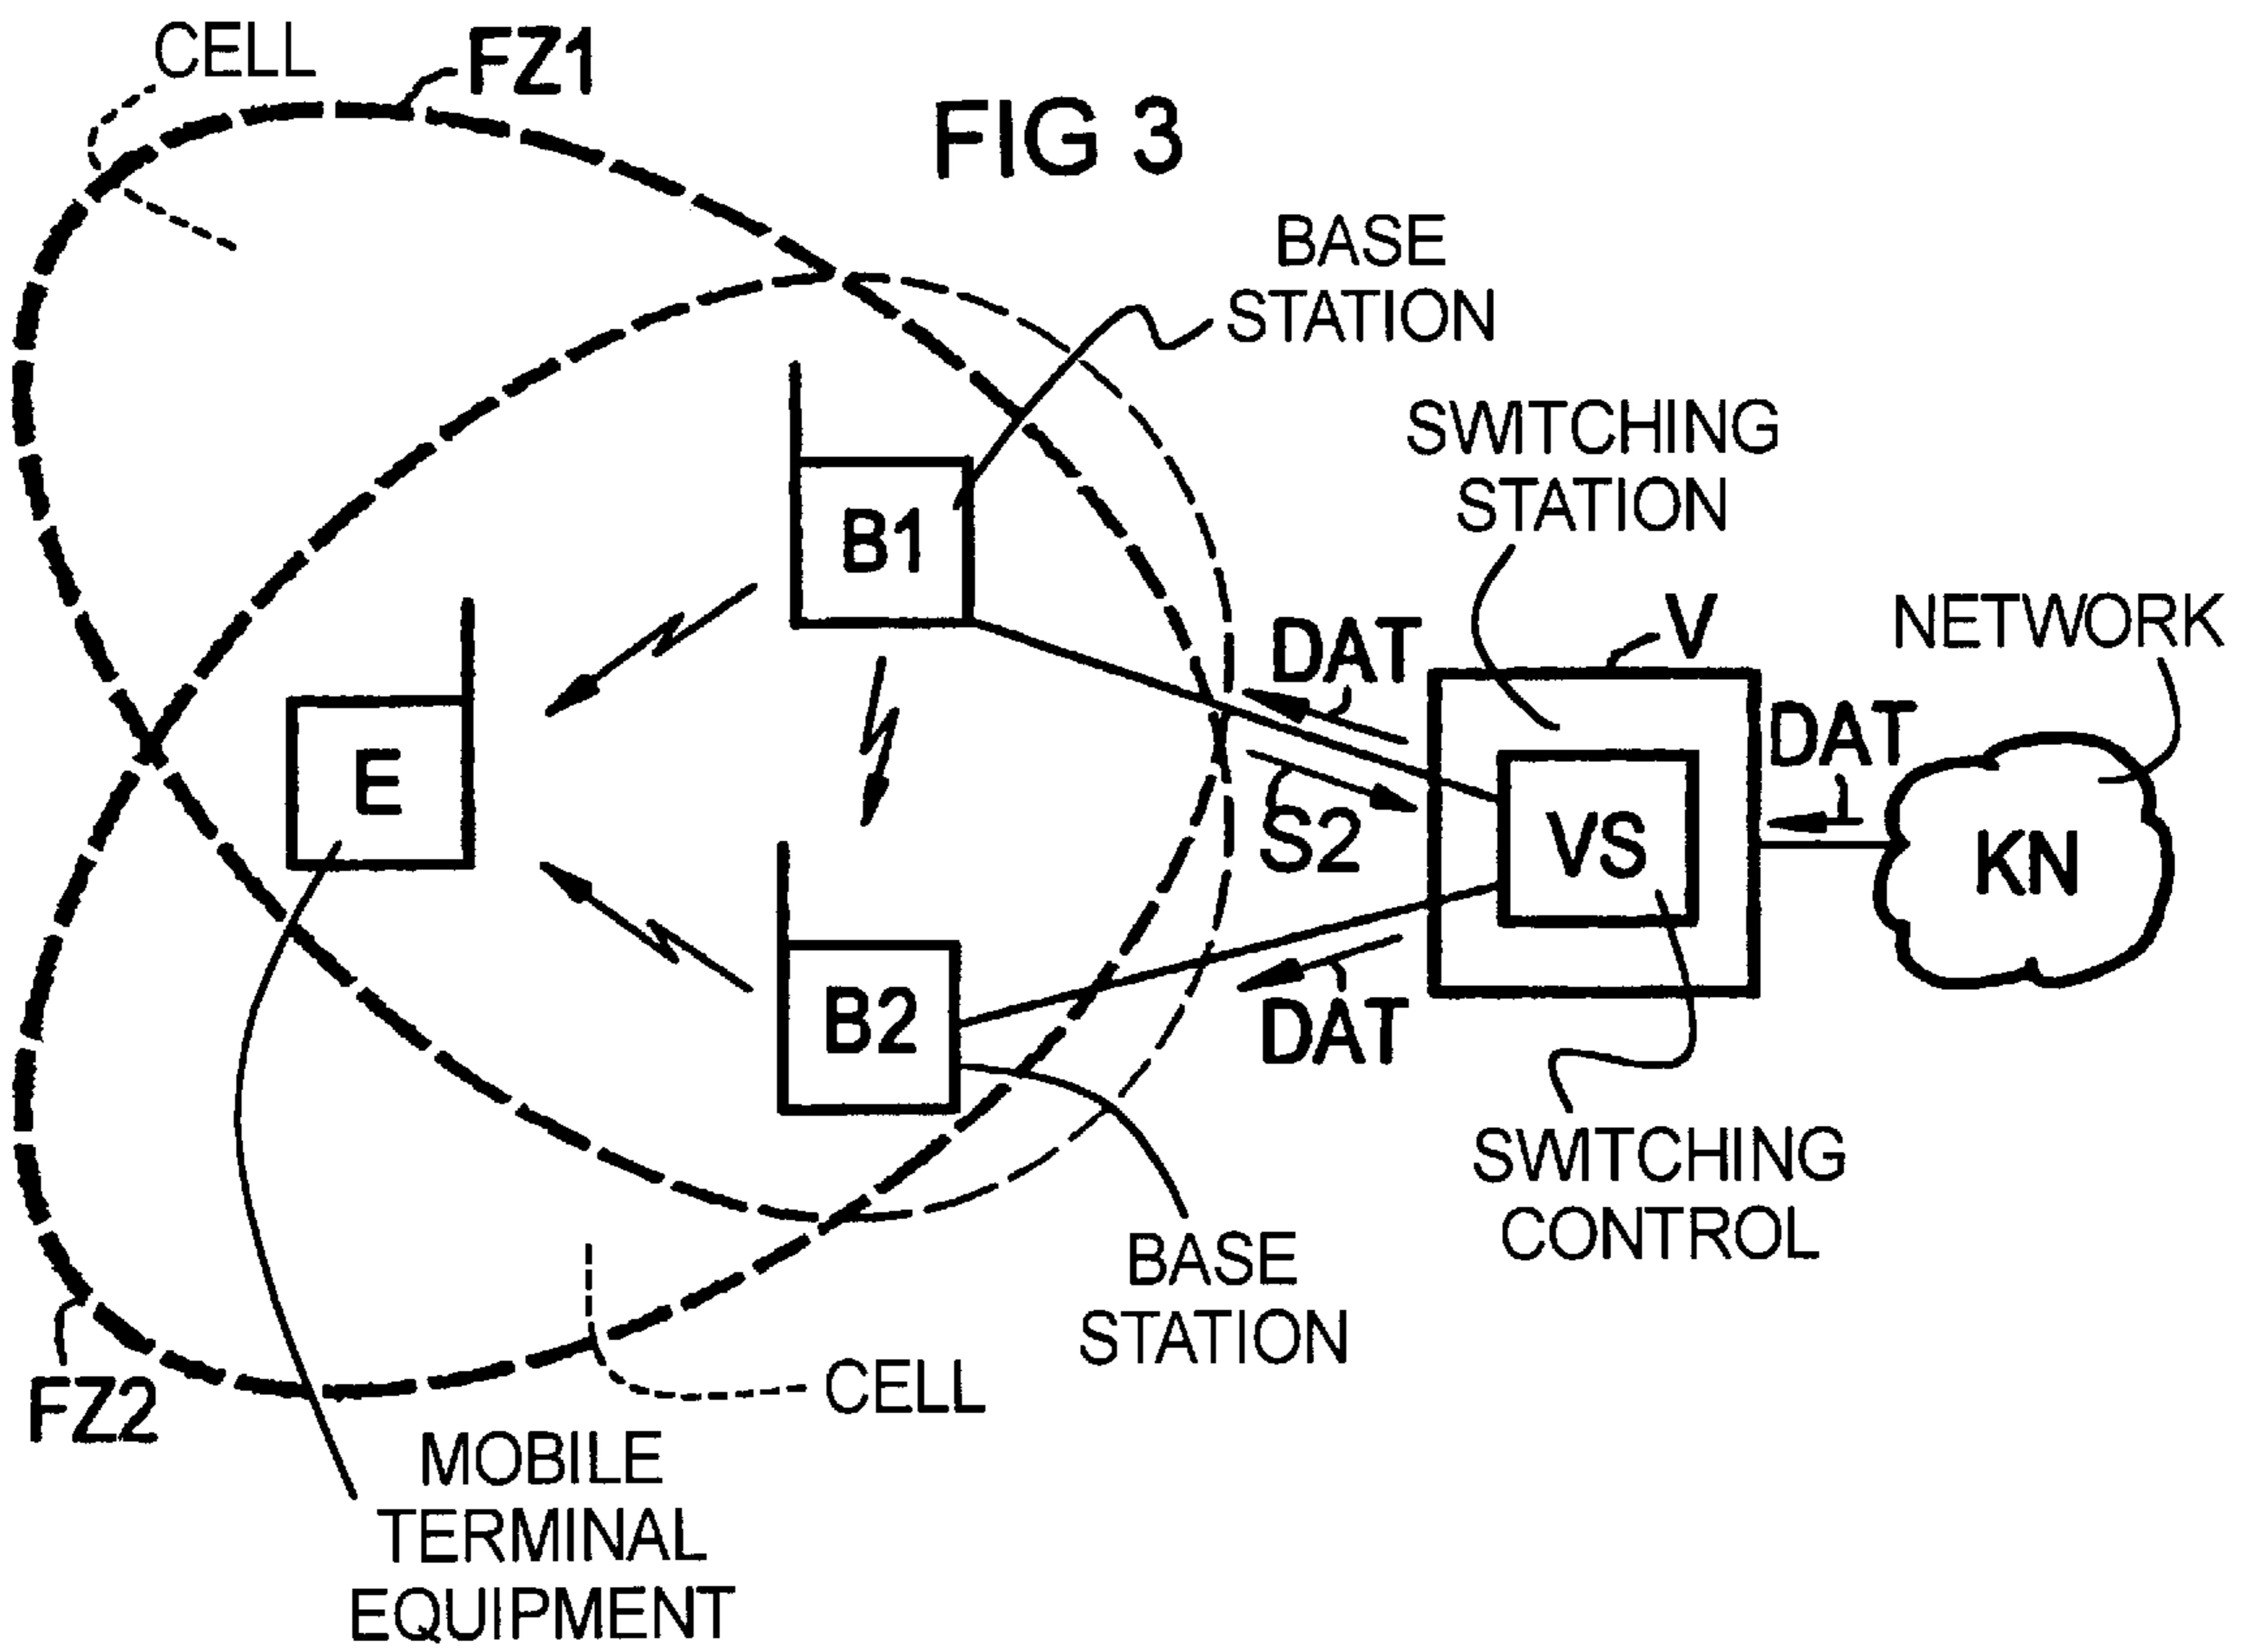 CELL
FZ1
FIG 3
BASE
STATION
SWITCHING
STATION
B1
V
NETWORK
DAT
DAT
E
S2
VS
KN
B2
DAT
SWITCHING
CONTROL
BASE
STATION
CELL
FZ2
MOBILE
TERMINAL
EQUIPMENT